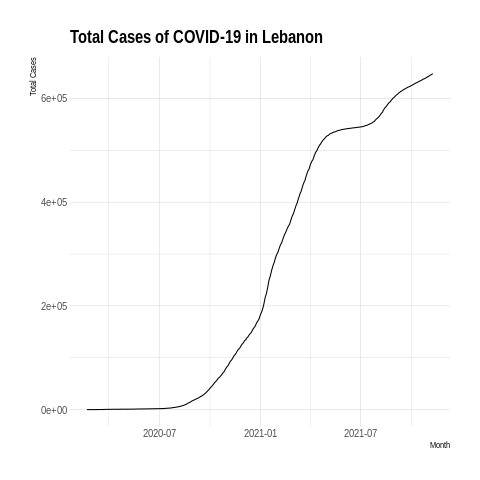 Total Cases of COVID-19 in Lebanon
Total Cases
6e+05
4e+05
2e+05
0e+00
2020-07 2021-01 2021-07
Month